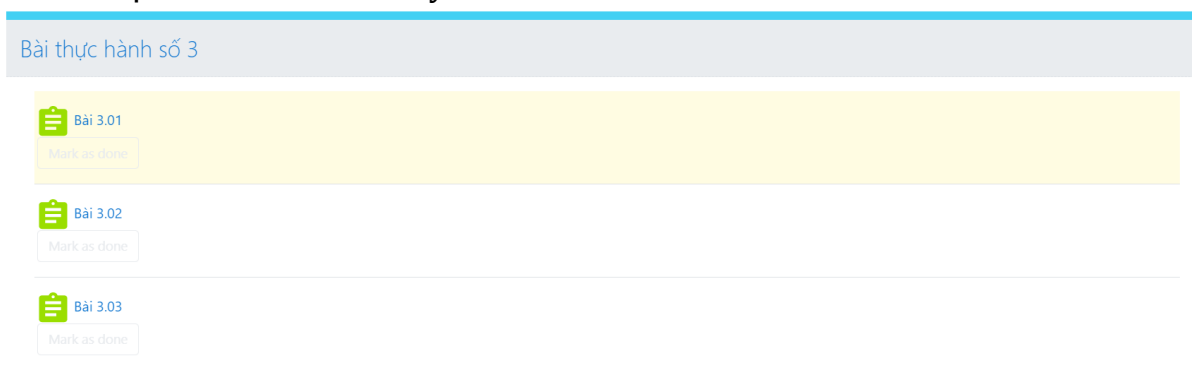 Bài thực hành số 3
Bài 3.01
Mark as done
Bài 3.02
Mark as done
Bài 3.03
Mark as done